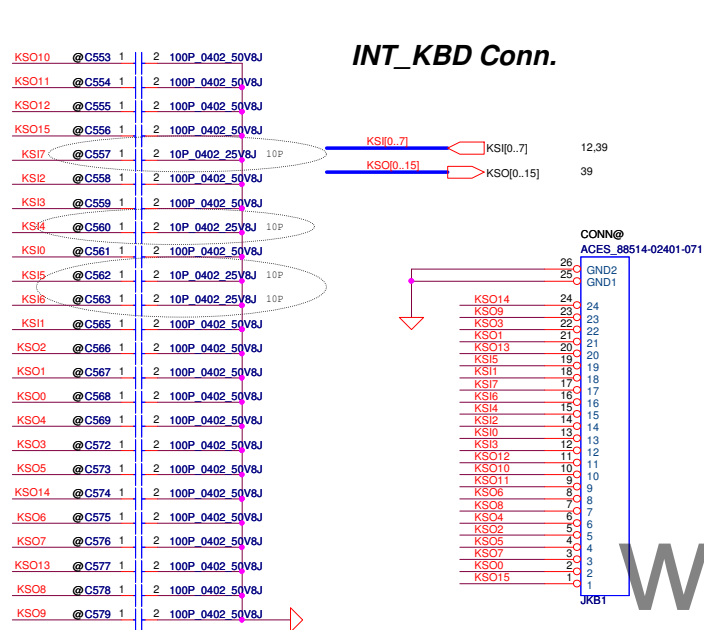 INT_KBD Conn.
KSO10 @C553 1 2 100P_0402_50V8J
KSO11 @C554 1 2 100P_0402_50V8J
KSO12 @C555 1 2 100P_0402_50V8J
KSO15 @C556 1 2 100P_0402_50V8J
KSI7 @C557 1 2 10P_0402_25V8J 10P
KSI2 @C558 1 2 100P_0402_50V8J
KSI3 @C559 1 2 100P_0402_50V8J
KSI4 @C560 1 2 10P_0402_25V8J 10P
KSI0 @C561 1 2 100P_0402_50V8J
KSI5 @C562 1 2 10P_0402_25V8J 10P
KSI6 @C563 1 2 10P_0402_25V8J 10P
KSI1 @C565 1 2 100P_0402_50V8J
KSO2 @C566 1 2 100P_0402_50V8J
KSO1 @C567 1 2 100P_0402_50V8J
KSO0 @C568 1 2 100P_0402_50V8J
KSO4 @C569 1 2 100P_0402_50V8J
KSO3 @C572 1 2 100P_0402_50V8J
KSO5 @C573 1 2 100P_0402_50V8J
KSO14 @C574 1 2 100P_0402_50V8J
KSO6 @C575 1 2 100P_0402_50V8J
KSO7 @C576 1 2 100P_0402_50V8J
KSO13 @C577 1 2 100P_0402_50V8J
KSO8 @C578 1 2 100P_0402_50V8J
KSO9 @C579 1 2 100P_0402_50V8J
KSI[0..7] KSI[0..7] 12,39
KSO[0..15] KSO[0..15] 39
CONN@
ACES_88514-02401-071
26 GND2
25 GND1
KSO14 24 24
KSO9 23 23
KSO3 22 22
KSO1 21 21
KSO13 20 20
KSI5 19 19
KSI1 18 18
KSI7 17 17
KSI6 16 16
KSI4 15 15
KSI2 14 14
KSI0 13 13
KSI3 12 12
KSO12 11 11
KSO10 10 10
KSO11 9 9
KSO6 8 8
KSO8 7 7
KSO4 6 6
KSO2 5 5
KSO5 4 4
KSO7 3 3
KSO0 2 2
KSO15 1 1
JKB1
W